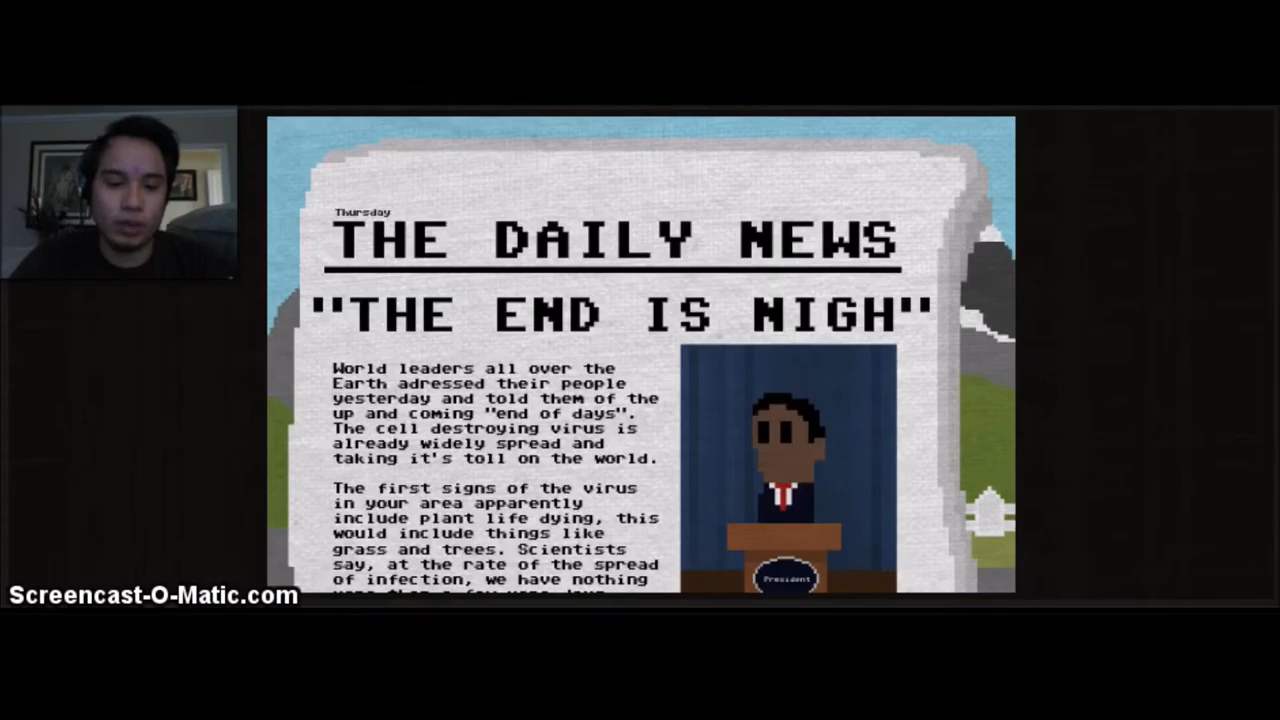 Thursday
THE DAILY NEWS
"THE END IS NIGH"
World leaders all over the
Earth adressed their people
yesterday and told them of the
up and coming "end of days".
The cell destroying virus is
already widely spread and
taking it's toll on the world.
The first signs of the virus
in your area apparently
include plant life dying, this
would include things like
grass and trees. Scientists
say, at the rate of the spread
of infection, we have nothing
President
Screencast-O-Matic.com